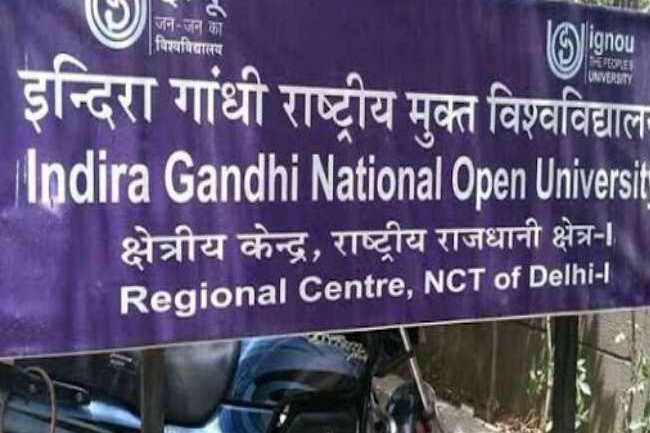 जन-जन का
विश्वविद्यालय
ignou
THE PEOPLE'S
UNIVERSITY
इन्दिरा गांधी राष्ट्रीय मुक्त विश्वविद्यालय
Indira Gandhi National Open University
क्षेत्रीय केन्द्र, राष्ट्रीय राजधानी क्षेत्र-I
Regional Centre, NCT of Delhi-I